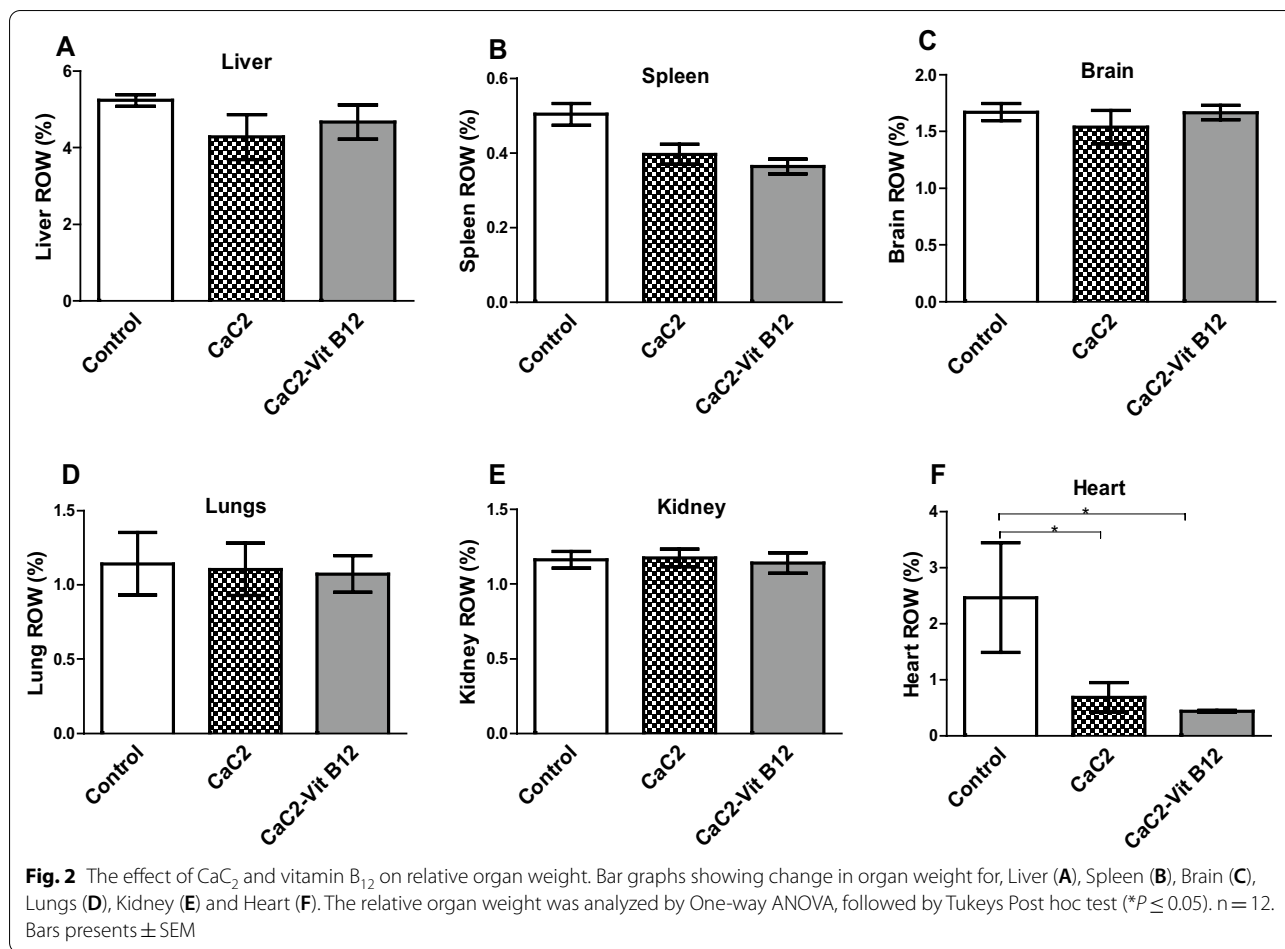 A
Liver
Liver ROW (%)
6
4
2
0
Control
CaC2
CaC2-Vit B12
B
Spleen
Spleen ROW (%)
0.6
0.4
0.2
0.0
Control
CaC2
CaC2-Vit B12
C
Brain
Brain ROW (%)
2.0
1.5
1.0
0.5
0.0
Control
CaC2
CaC2-Vit B12
D
Lungs
Lung ROW (%)
1.5
1.0
0.5
0.0
Control
CaC2
CaC2-Vit B12
E
Kidney
Kidney ROW (%)
1.5
1.0
0.5
0.0
Control
CaC2
CaC2-Vit B12
F
Heart
Heart ROW (%)
4
3
2
1
0
*
*
Control
CaC2
CaC2-Vit B12
Fig. 2 The effect of CaC₂ and vitamin B₁₂ on relative organ weight. Bar graphs showing change in organ weight for, Liver (A), Spleen (B), Brain (C),
Lungs (D), Kidney (E) and Heart (F). The relative organ weight was analyzed by One-way ANOVA, followed by Tukeys Post hoc test (*P ≤ 0.05). n = 12.
Bars presents ± SEM